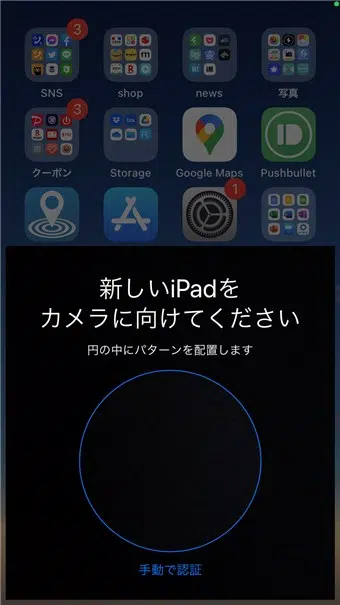 3
SNS
shop
news
写真
3
クーポン
Storage
Google Maps
Pushbullet
1
新しいiPadを
カメラに向けてください
円の中にパターンを配置します
手動で認証